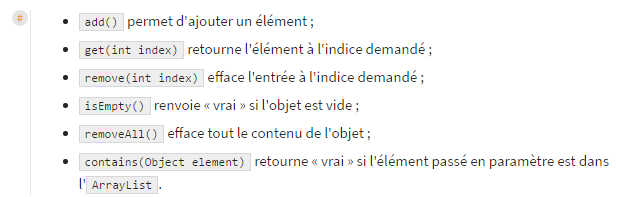 #
• add() permet d'ajouter un élément ;
• get(int index) retourne l'élément à l'indice demandé ;
• remove(int index) efface l'entrée à l'indice demandé ;
• isEmpty() renvoie « vrai » si l'objet est vide ;
• removeAll() efface tout le contenu de l'objet ;
• contains(Object element) retourne « vrai » si l'élément passé en paramètre est dans
l'ArrayList.